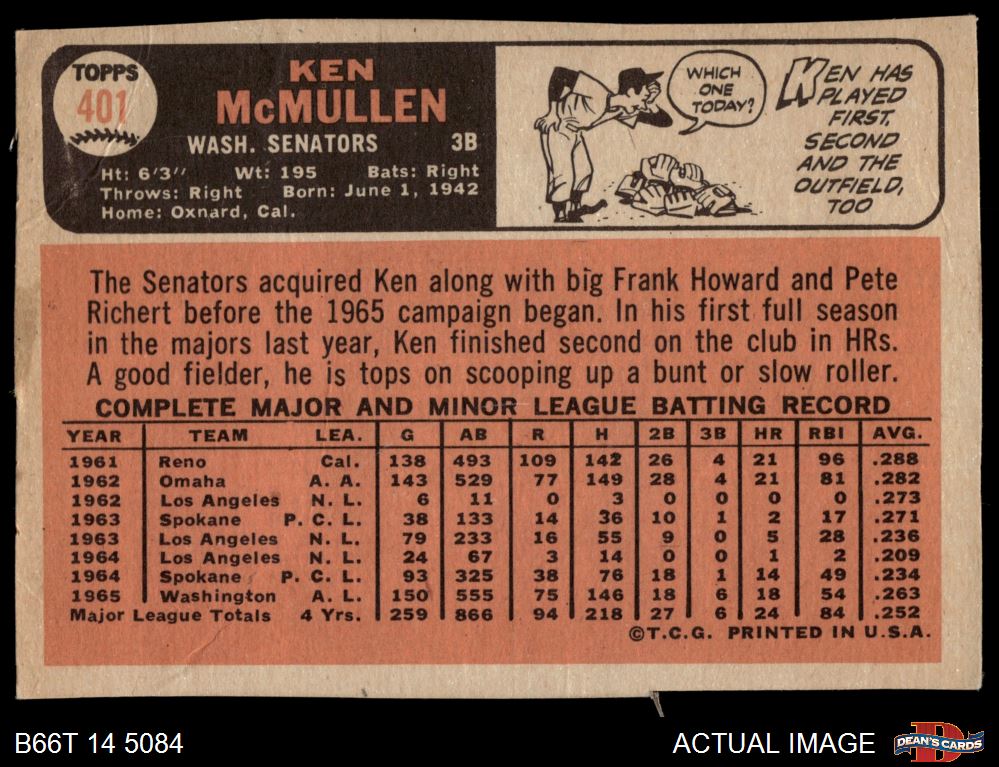 TOPPS
401
KEN
McMULLEN
WASH. SENATORS 3B
Ht: 6'3" Wt: 195 Bats: Right
Throws: Right Born: June 1, 1942
Home: Oxnard, Cal.
WHICH
ONE
TODAY?
KEN HAS
PLAYED
FIRST,
SECOND
AND THE
OUTFIELD,
TOO
The Senators acquired Ken along with big Frank Howard and Pete
Richert before the 1965 campaign began. In his first full season
in the majors last year, Ken finished second on the club in HRs.
A good fielder, he is tops on scooping up a bunt or slow roller.
COMPLETE MAJOR AND MINOR LEAGUE BATTING RECORD
YEAR TEAM LEA. G AB R H 2B 3B HR RBI AVG.
1961 Reno Cal. 138 493 109 142 26 4 21 96 .288
1962 Omaha A. A. 143 529 77 149 28 4 21 81 .282
1962 Los Angeles N. L. 6 11 0 3 0 0 0 0 .273
1963 Spokane P. C. L. 38 133 14 36 10 1 2 17 .271
1963 Los Angeles N. L. 79 233 16 55 9 0 5 28 .236
1964 Los Angeles N. L. 24 67 3 14 0 0 1 2 .209
1964 Spokane P. C. L. 93 325 38 76 18 1 14 49 .234
1965 Washington A. L. 150 555 75 146 18 6 18 54 .263
Major League Totals 4 Yrs. 259 866 94 218 27 6 24 84 .252
©T.C.G. PRINTED IN U.S.A.
B66T 14 5084
ACTUAL IMAGE
DEAN'S CARDS